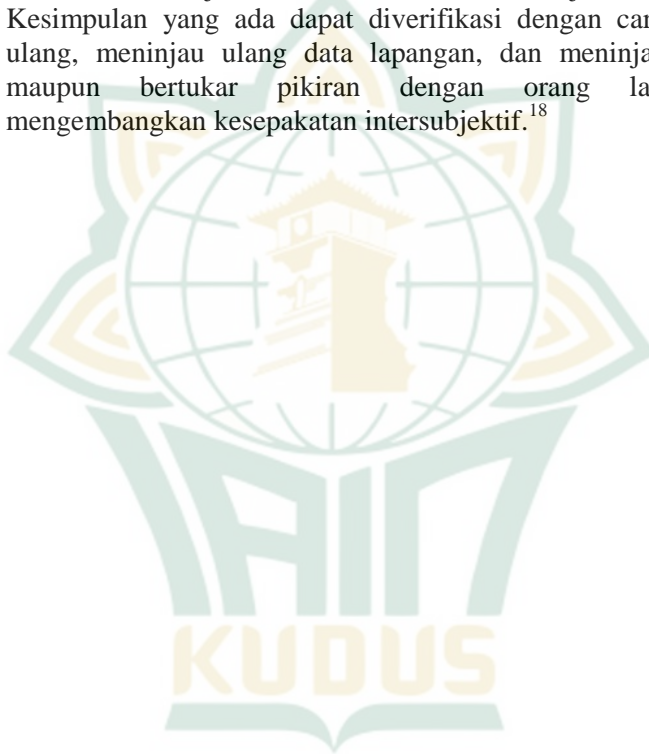 Kesimpulan yang ada dapat diverifikasi dengan car
ulang, meninjau ulang data lapangan, dan meninja
maupun bertukar pikiran dengan orang la
mengembangkan kesepakatan intersubjektif.18
IAIN
KUDUS